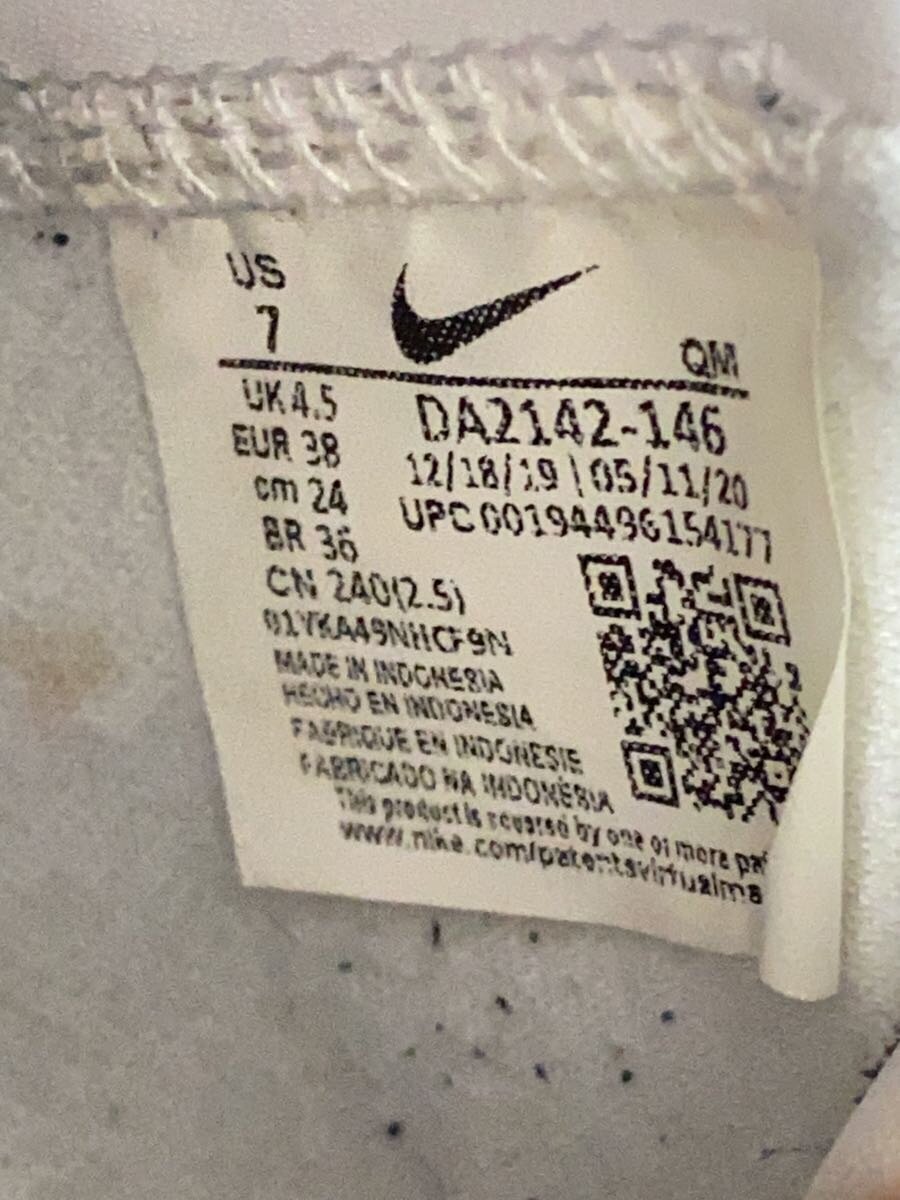 US
7
QM
UK 4.5
EUR 38
cm 24
BR 36
CN 240(2.5)
DA2142-146
12/18/19 | 05/11/20
UPC 00194496154177
01YKA49NHCF9N
MADE IN INDONESIA
HECHO EN INDONESIA
FABRIQUE EN INDONESIE
FABRICADO NA INDONÉSIA
This product is covered by one or more pat
www.nike.com/patentsvirtualma